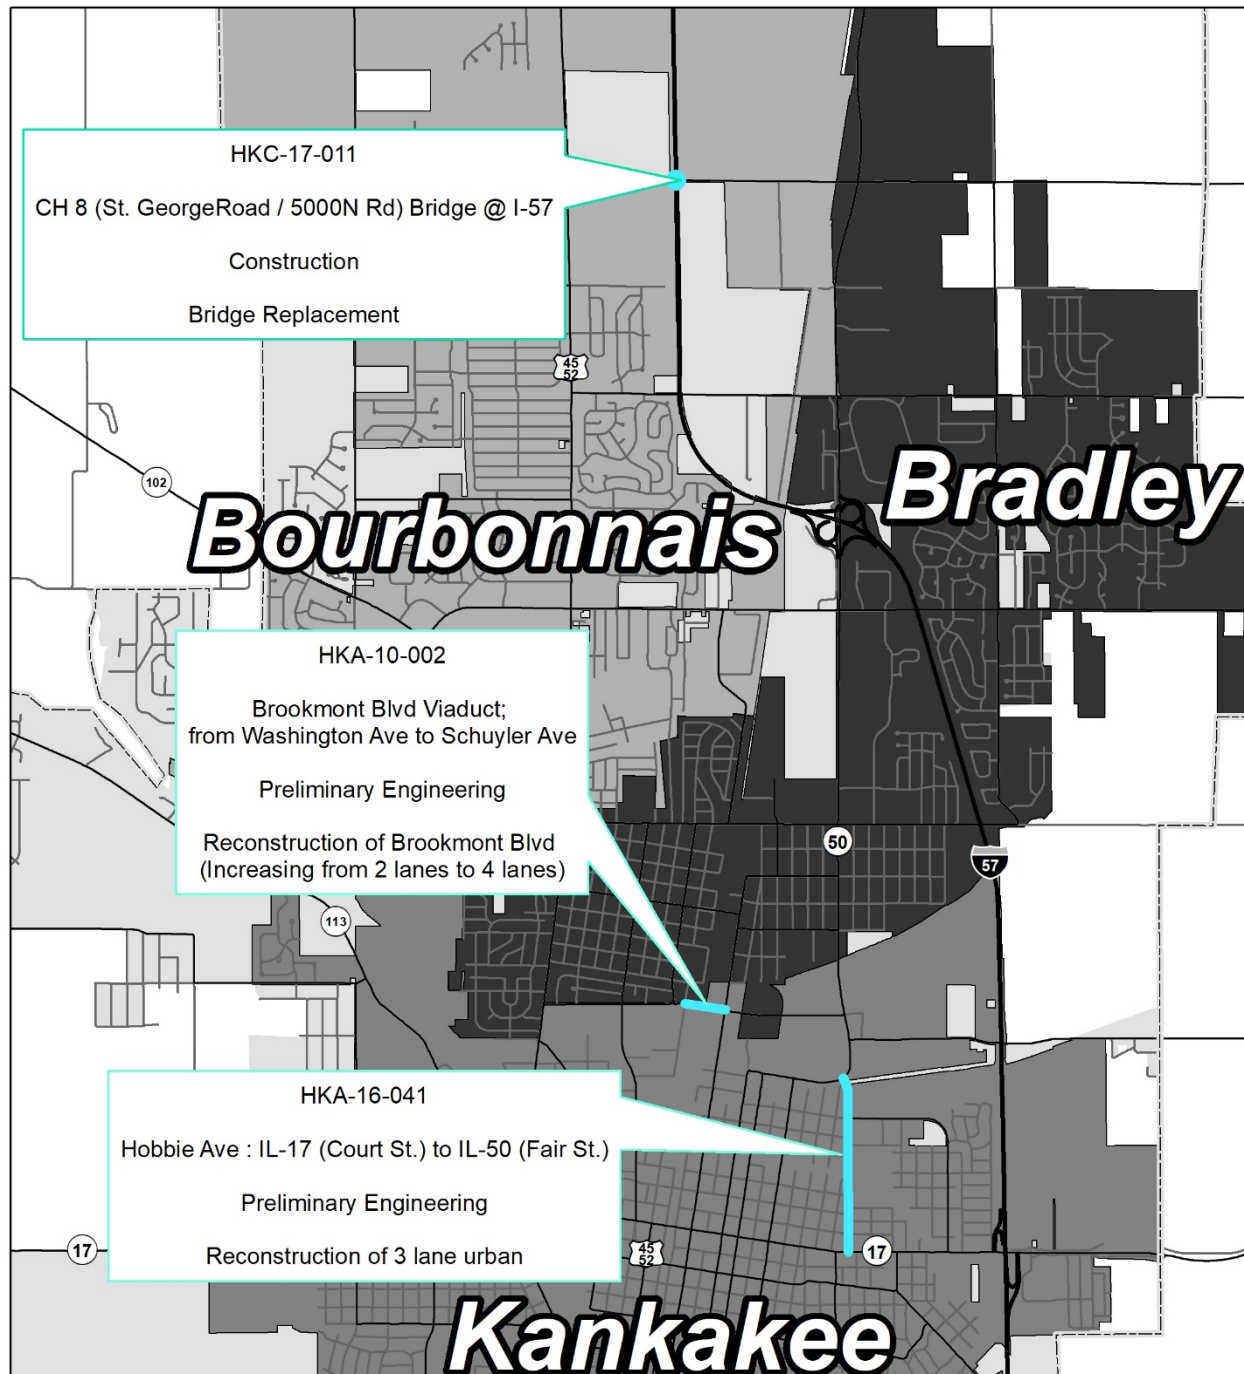 HKC-17-011
CH 8 (St. GeorgeRoad / 5000N Rd) Bridge @ I-57
Construction
Bridge Replacement
45
52
102
Bourbonnais
Bradley
HKA-10-002
Brookmont Blvd Viaduct;
from Washington Ave to Schuyler Ave
Preliminary Engineering
Reconstruction of Brookmont Blvd
(Increasing from 2 lanes to 4 lanes)
50
57
113
HKA-16-041
Hobbie Ave : IL-17 (Court St.) to IL-50 (Fair St.)
Preliminary Engineering
Reconstruction of 3 lane urban
17
45
52
17
Kankakee